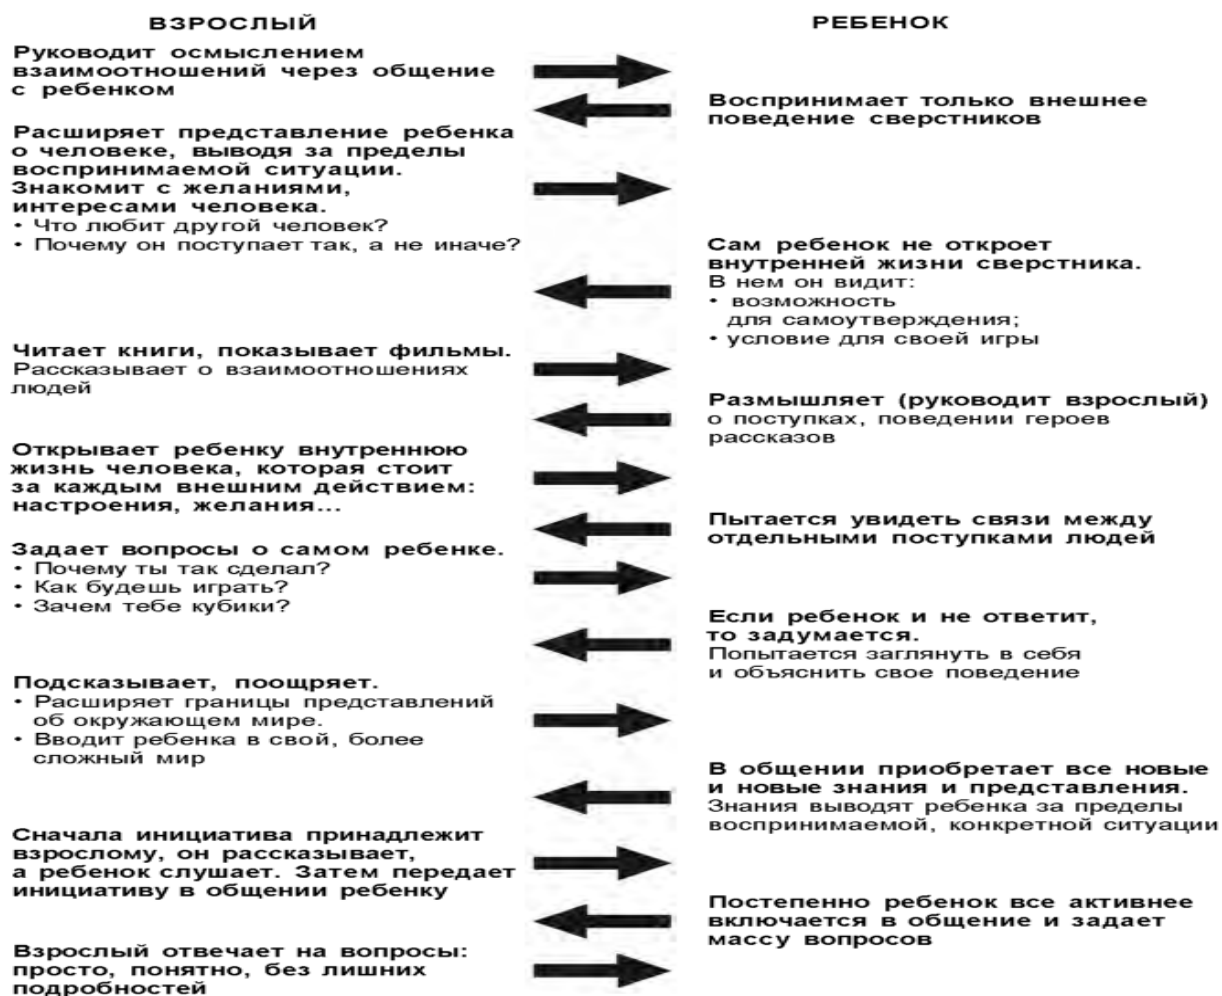 ВЗРОСЛЫЙ
РЕБЕНОК
Руководит осмыслением
взаимоотношений через общение
с ребенком
Воспринимает только внешнее
поведение сверстников
Расширяет представление ребенка
о человеке, выводя за пределы
воспринимаемой ситуации.
Знакомит с желаниями,
интересами человека.
• Что любит другой человек?
• Почему он поступает так, а не иначе?
Сам ребенок не откроет
внутренней жизни сверстника.
В нем он видит:
• возможность
для самоутверждения;
• условие для своей игры
Читает книги, показывает фильмы.
Рассказывает о взаимоотношениях
людей
Размышляет (руководит взрослый)
о поступках, поведении героев
рассказов
Открывает ребенку внутреннюю
жизнь человека, которая стоит
за каждым внешним действием:
настроения, желания...
Пытается увидеть связи между
отдельными поступками людей
Задает вопросы о самом ребенке.
• Почему ты так сделал?
• Как будешь играть?
• Зачем тебе кубики?
Если ребенок и не ответит,
то задумается.
Попытается заглянуть в себя
и объяснить свое поведение
Подсказывает, поощряет.
• Расширяет границы представлений
об окружающем мире.
• Вводит ребенка в свой, более
сложный мир
В общении приобретает все новые
и новые знания и представления.
Знания выводят ребенка за пределы
воспринимаемой, конкретной ситуации
Сначала инициатива принадлежит
взрослому, он рассказывает,
а ребенок слушает. Затем передает
инициативу в общении ребенку
Постепенно ребенок все активнее
включается в общение и задает
массу вопросов
Взрослый отвечает на вопросы:
просто, понятно, без лишних
подробностей